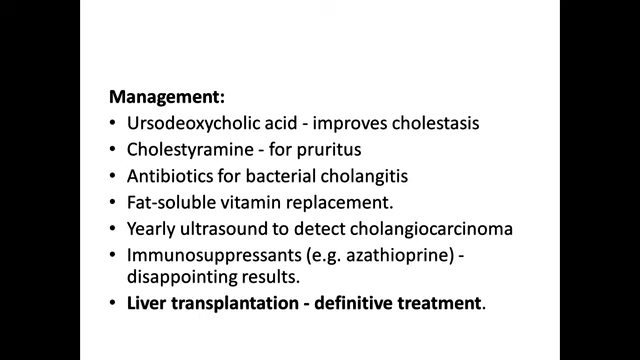 Management:
• Ursodeoxycholic acid - improves cholestasis
• Cholestyramine - for pruritus
• Antibiotics for bacterial cholangitis
• Fat-soluble vitamin replacement.
• Yearly ultrasound to detect cholangiocarcinoma
• Immunosuppressants (e.g. azathioprine) -
disappointing results.
• Liver transplantation - definitive treatment.